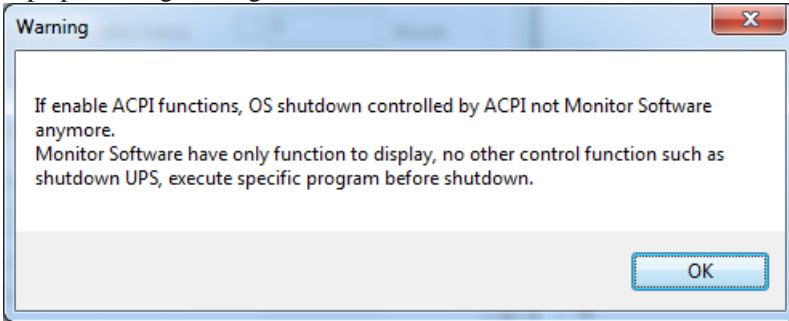 Warning
If enable ACPI functions, OS shutdown controlled by ACPI not Monitor Software
anymore.
Monitor Software have only function to display, no other control function such as
shutdown UPS, execute specific program before shutdown.
OK